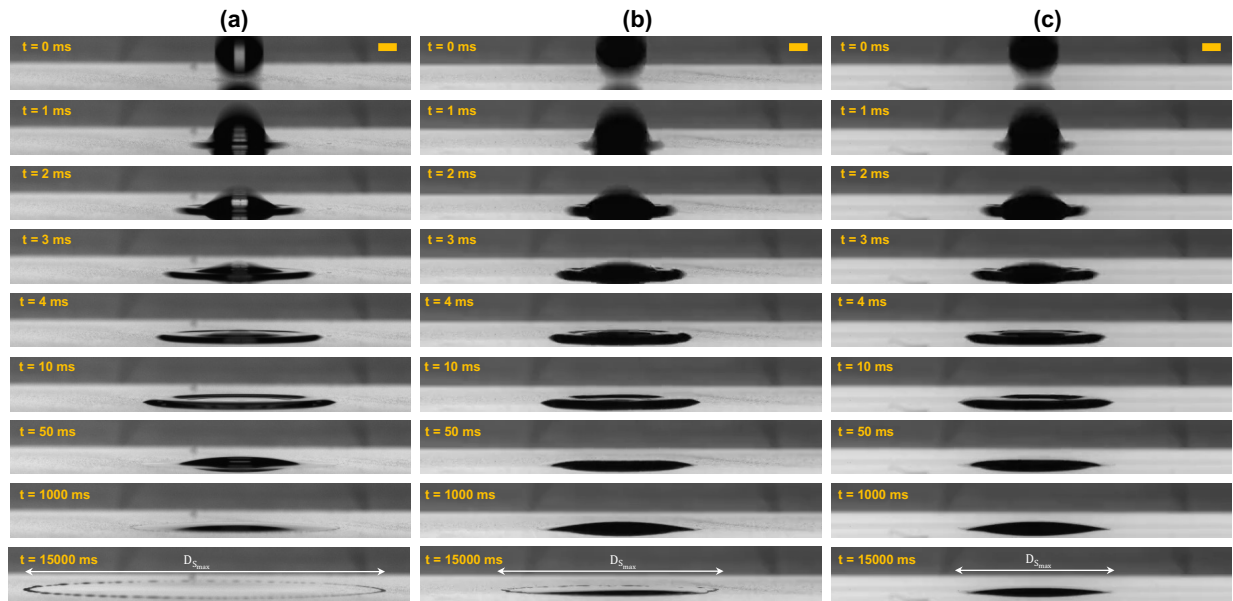 (a) (b) (c)
t = 0 ms t = 0 ms t = 0 ms
t = 1 ms t = 1 ms t = 1 ms
t = 2 ms t = 2 ms t = 2 ms
t = 3 ms t = 3 ms t = 3 ms
t = 4 ms t = 4 ms t = 4 ms
t = 10 ms t = 10 ms t = 10 ms
t = 50 ms t = 50 ms t = 50 ms
t = 1000 ms t = 1000 ms t = 1000 ms
t = 15000 ms D_Smax t = 15000 ms D_Smax t = 15000 ms D_Smax